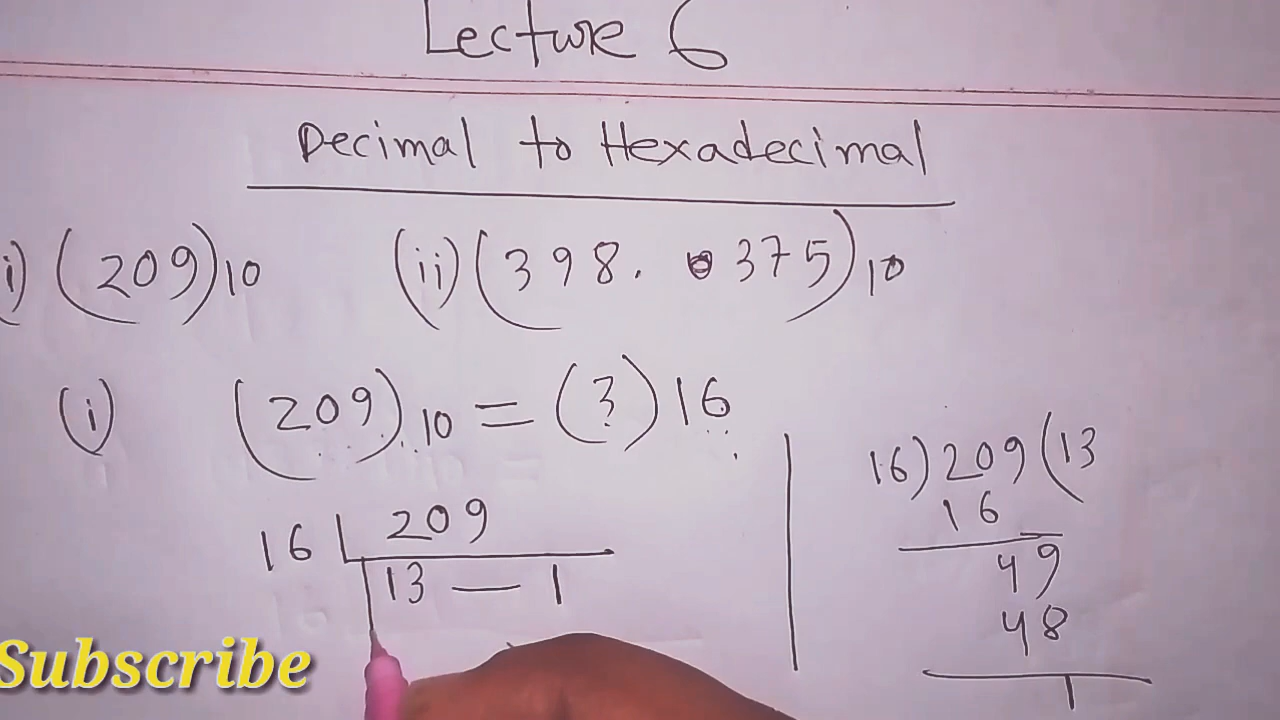 Lecture 6
Decimal to Hexadecimal
i) (209)10 (ii) (398. 375)10
(i) (209)10 = (?)16
16) 209 (13
16
49
48
1
16 209
13 — 1
Subscribe